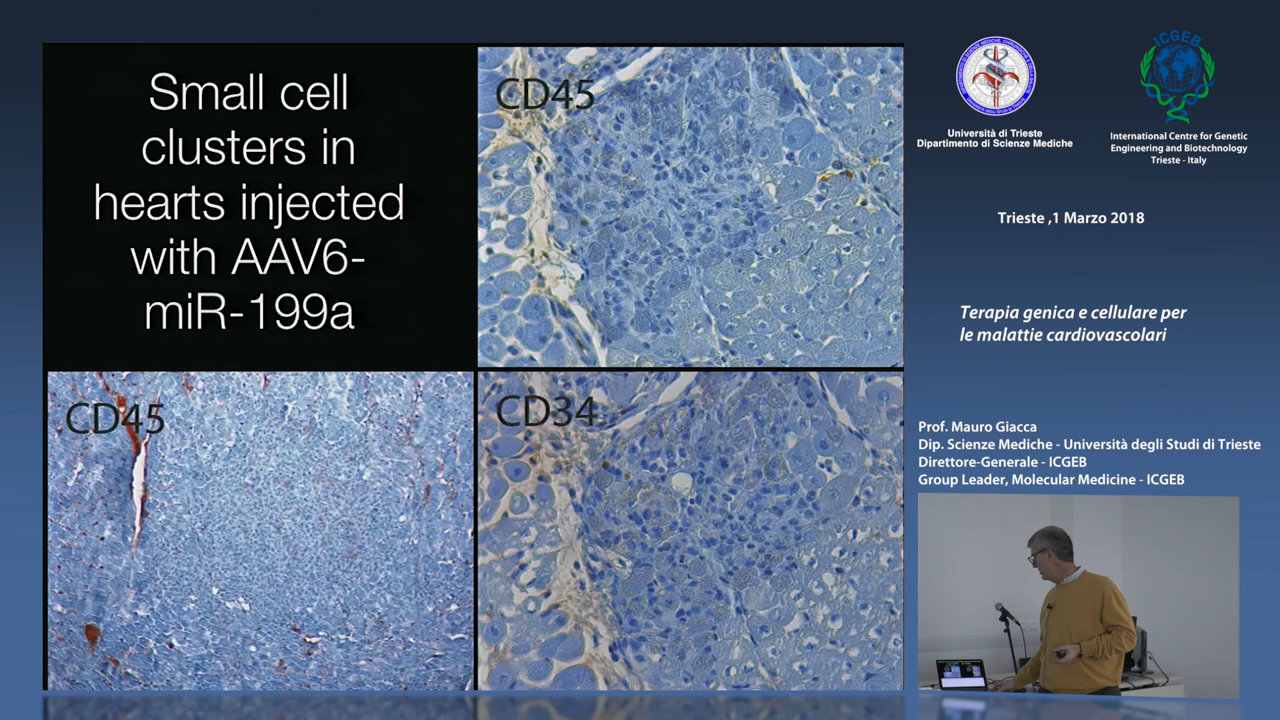 Small cell
clusters in
hearts injected
with AAV6-
miR-199a
CD45
CD45
CD34
ICGEB
Università di Trieste
Dipartimento di Scienze Mediche
International Centre for Genetic
Engineering and Biotechnology
Trieste - Italy
Trieste ,1 Marzo 2018
Terapia genica e cellulare per
le malattie cardiovascolari
Prof. Mauro Giacca
Dip. Scienze Mediche - Università degli Studi di Trieste
Direttore-Generale - ICGEB
Group Leader, Molecular Medicine - ICGEB